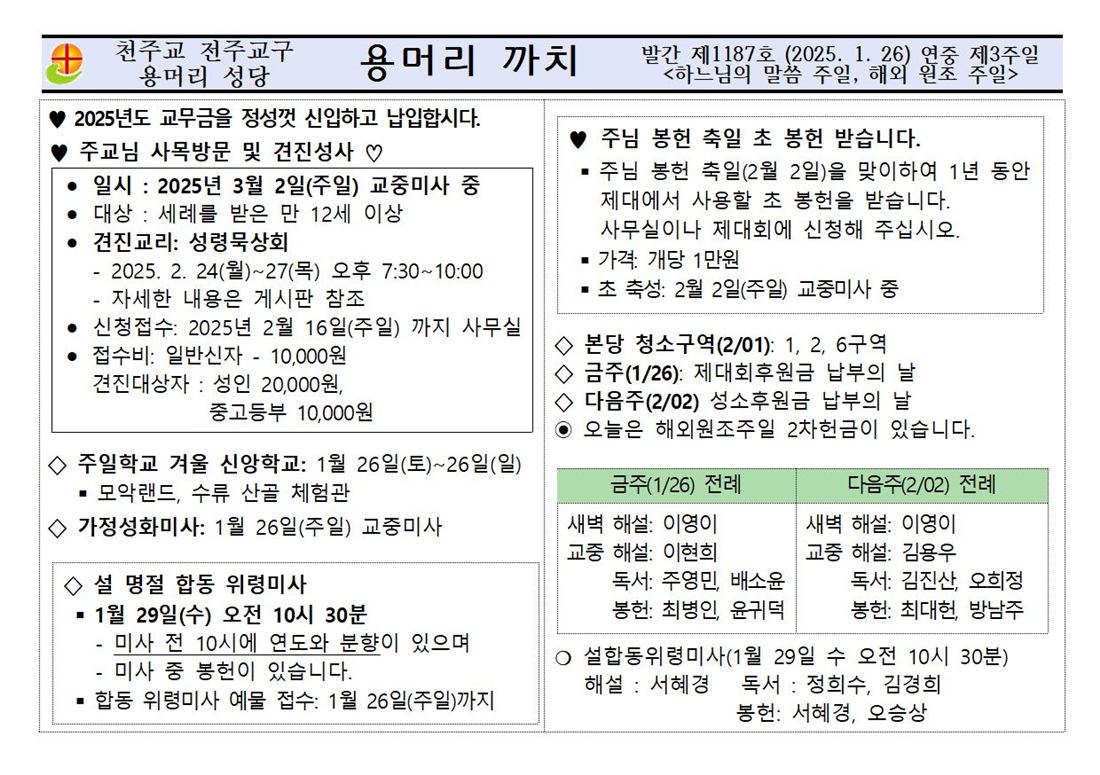 천주교 전주교구
용머리 성당
용머리 까치
발간 제1187호 (2025. 1. 26) 연중 제3주일
<하느님의 말씀 주일, 해외 원조 주일>
♥ 2025년도 교무금을 정성껏 신입하고 납입합시다.
♥ 주교님 사목방문 및 견진성사 ♡
● 일시 : 2025년 3월 2일(주일) 교중미사 중
● 대상 : 세례를 받은 만 12세 이상
● 견진교리: 성령묵상회
- 2025. 2. 24(월)~27(목) 오후 7:30~10:00
- 자세한 내용은 게시판 참조
● 신청접수: 2025년 2월 16일(주일) 까지 사무실
● 접수비: 일반신자 - 10,000원
견진대상자 : 성인 20,000원,
중고등부 10,000원
◇ 주일학교 겨울 신앙학교: 1월 26일(토)~26일(일)
▪ 모악랜드, 수류 산골 체험관
◇ 가정성화미사: 1월 26일(주일) 교중미사
◇ 설 명절 합동 위령미사
▪ 1월 29일(수) 오전 10시 30분
- 미사 전 10시에 연도와 분향이 있으며
- 미사 중 봉헌이 있습니다.
▪ 합동 위령미사 예물 접수: 1월 26일(주일)까지
♥ 주님 봉헌 축일 초 봉헌 받습니다.
▪ 주님 봉헌 축일(2월 2일)을 맞이하여 1년 동안
제대에서 사용할 초 봉헌을 받습니다.
사무실이나 제대회에 신청해 주십시오.
▪ 가격: 개당 1만원
▪ 초 축성: 2월 2일(주일) 교중미사 중
◇ 본당 청소구역(2/01): 1, 2, 6구역
◇ 금주(1/26): 제대회후원금 납부의 날
◇ 다음주(2/02) 성소후원금 납부의 날
◉ 오늘은 해외원조주일 2차헌금이 있습니다.
금주(1/26) 전례
새벽 해설: 이영이
교중 해설: 이현희
독서: 주영민, 배소윤
봉헌: 최병인, 윤귀덕
다음주(2/02) 전례
새벽 해설: 이영이
교중 해설: 김용우
독서: 김진산, 오희정
봉헌: 최대헌, 방남주
❍ 설합동위령미사(1월 29일 수 오전 10시 30분)
해설 : 서혜경 독서 : 정희수, 김경희
봉헌: 서혜경, 오승상